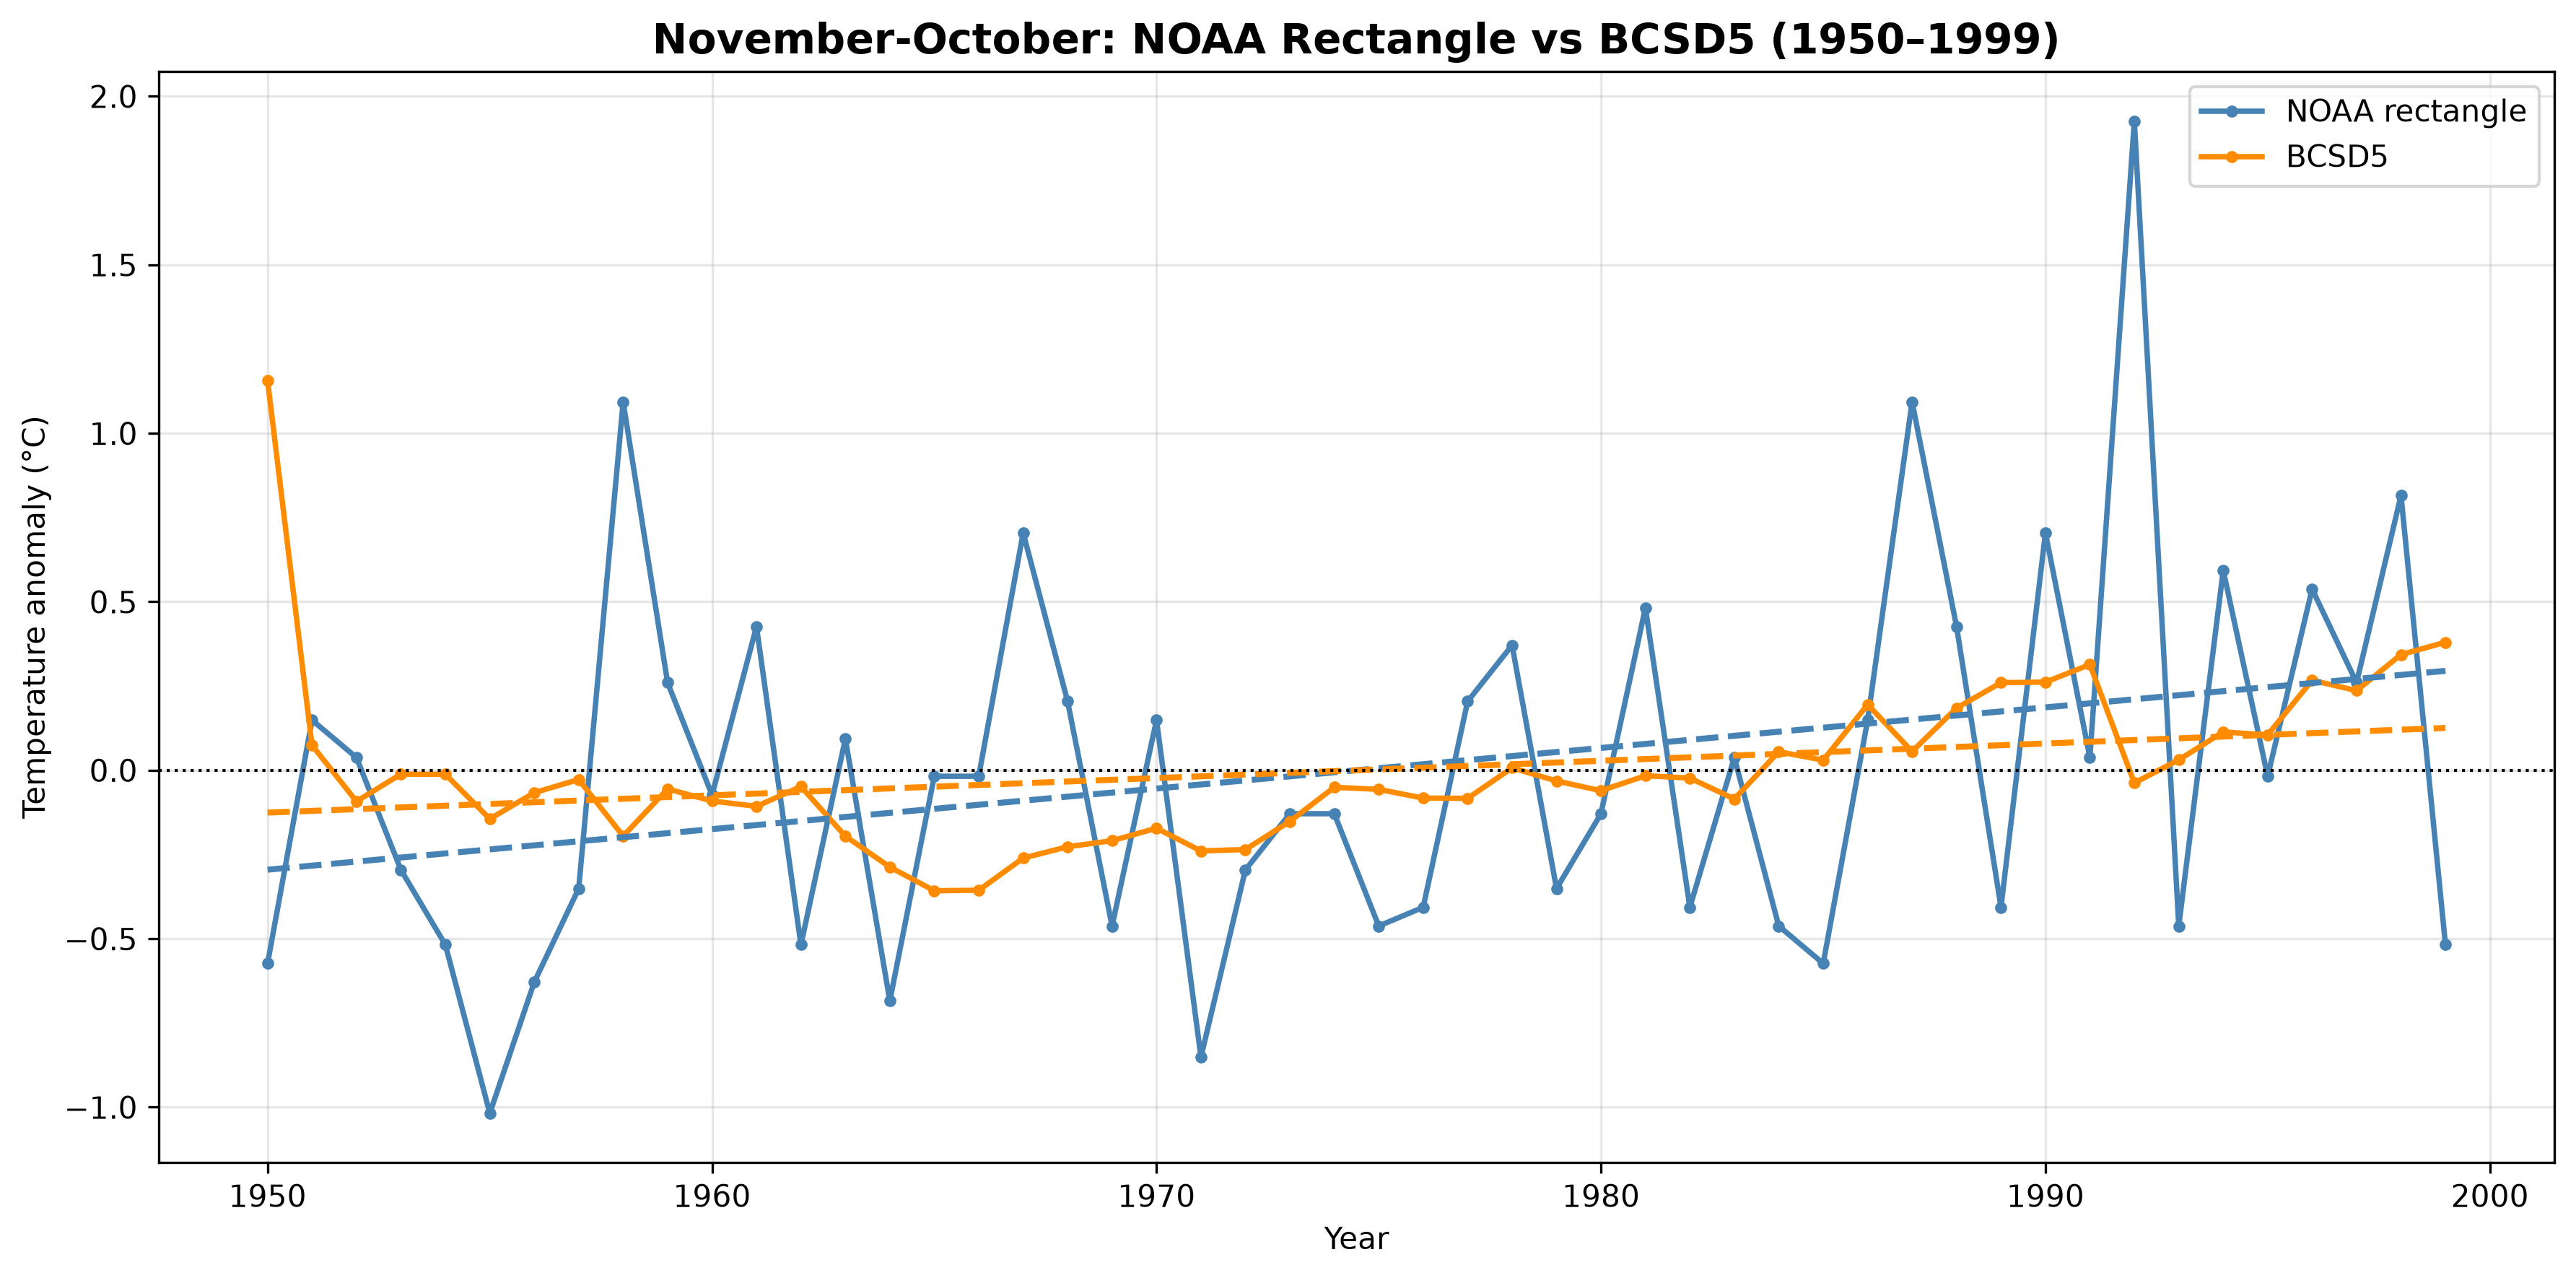 November-October: NOAA Rectangle vs BCSD5 (1950–1999)
NOAA rectangle
BCSD5
Temperature anomaly (°C)
2.0
1.5
1.0
0.5
0.0
−0.5
−1.0
1950 1960 1970 1980 1990 2000
Year